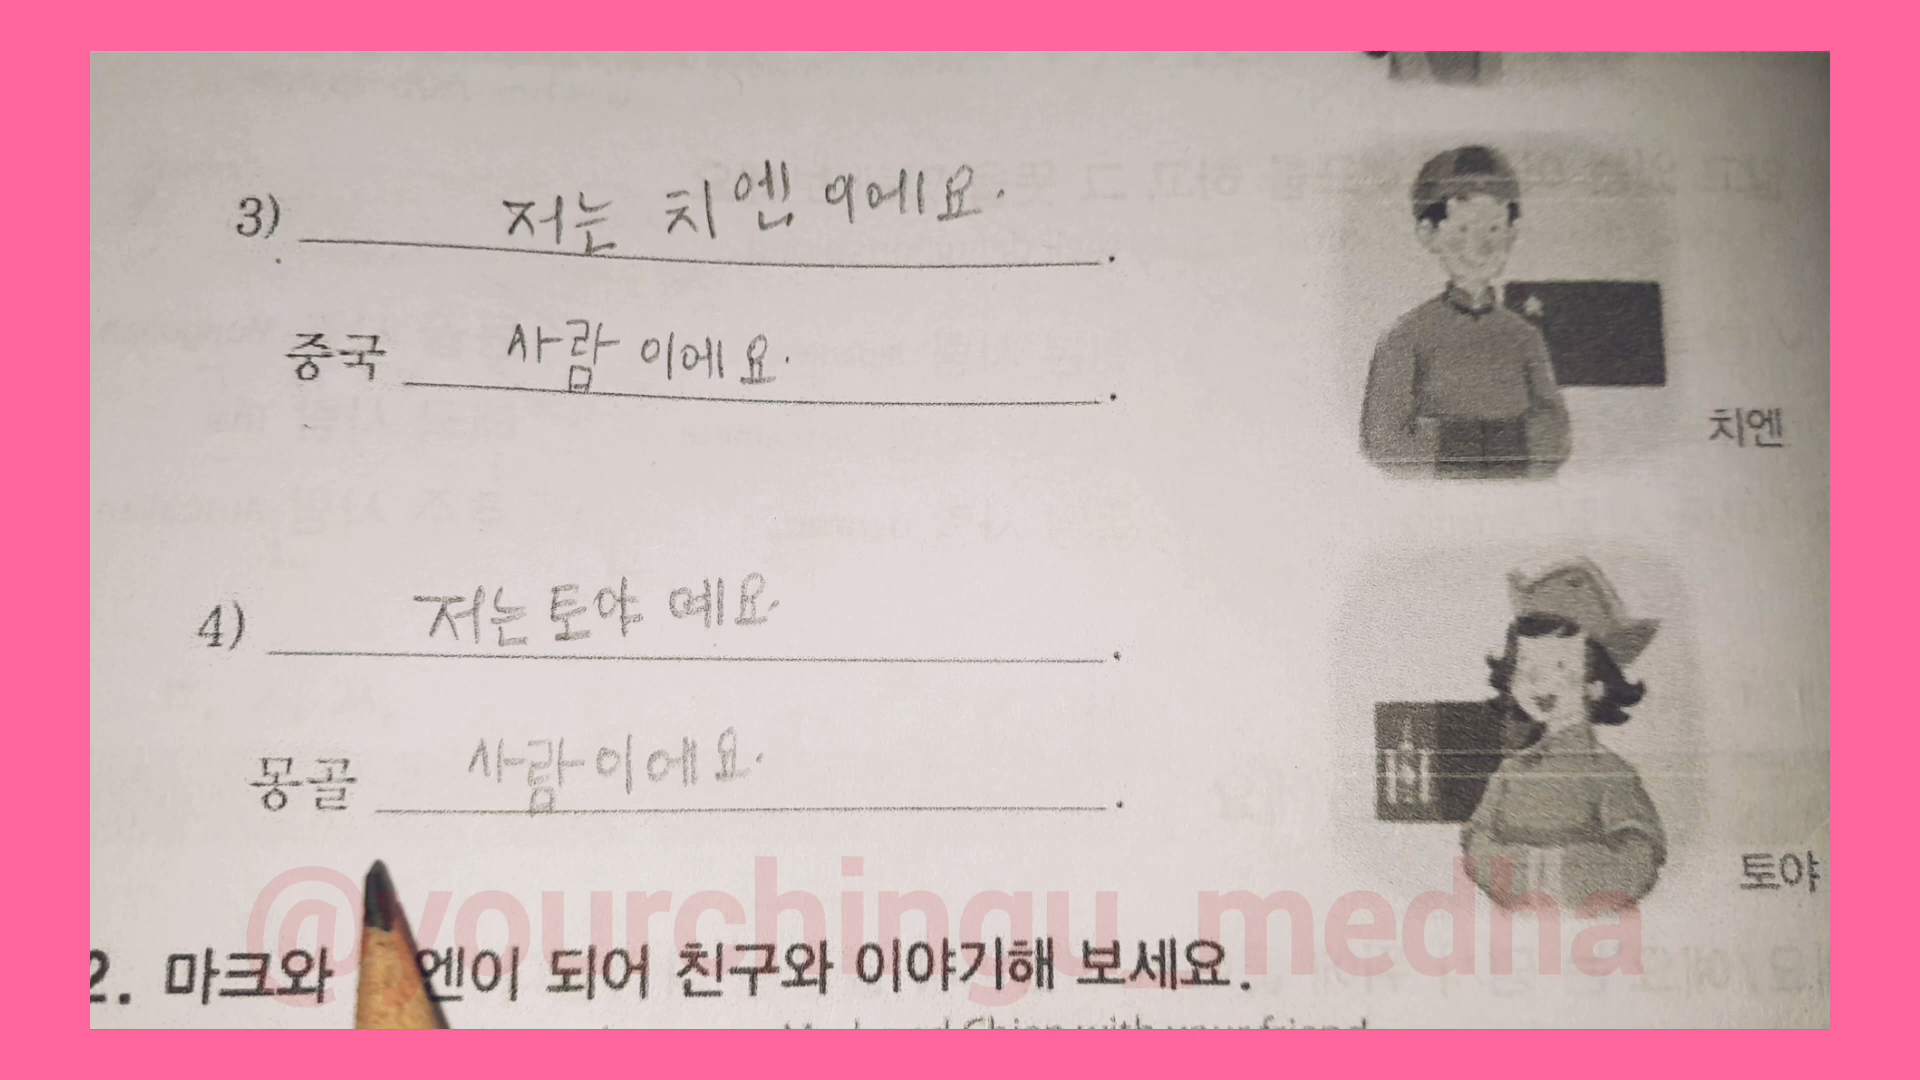 3) 저는 치엔 이에요.
중국 사람 이에요.
치엔
4) 저는 토야 예요.
몽골 사람이에요.
토야
@yourchingu_medha
2. 마크와 엔이 되어 친구와 이야기해 보세요.